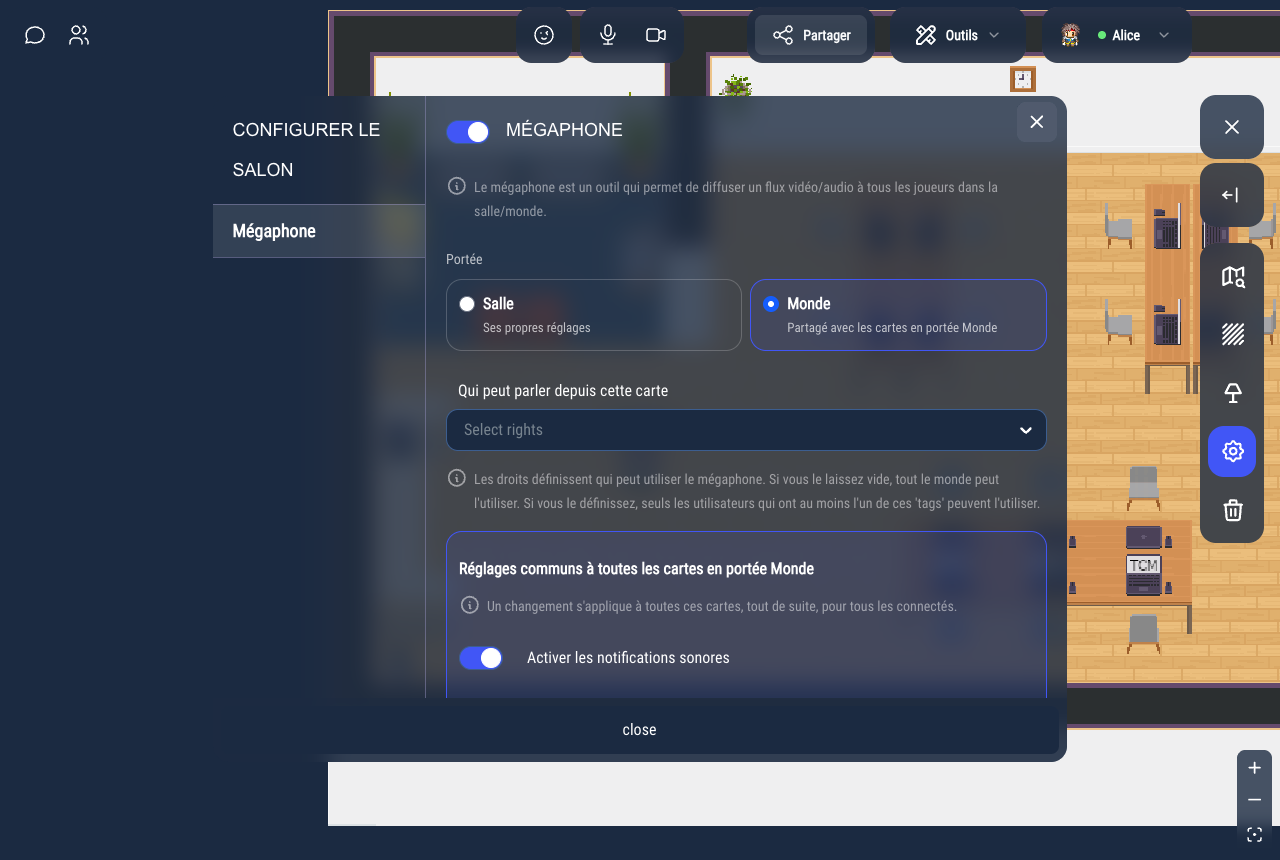 Partager
Outils
Alice
CONFIGURER LE
SALON
Mégaphone
MÉGAPHONE
Le mégaphone est un outil qui permet de diffuser un flux vidéo/audio à tous les joueurs dans la
salle/monde.
Portée
Salle
Ses propres réglages
Monde
Partagé avec les cartes en portée Monde
Qui peut parler depuis cette carte
Select rights
Les droits définissent qui peut utiliser le mégaphone. Si vous le laissez vide, tout le monde peut
l'utiliser. Si vous le définissez, seuls les utilisateurs qui ont au moins l'un de ces 'tags' peuvent l'utiliser.
Réglages communs à toutes les cartes en portée Monde
Un changement s'applique à toutes ces cartes, tout de suite, pour tous les connectés.
Activer les notifications sonores
close
TCM